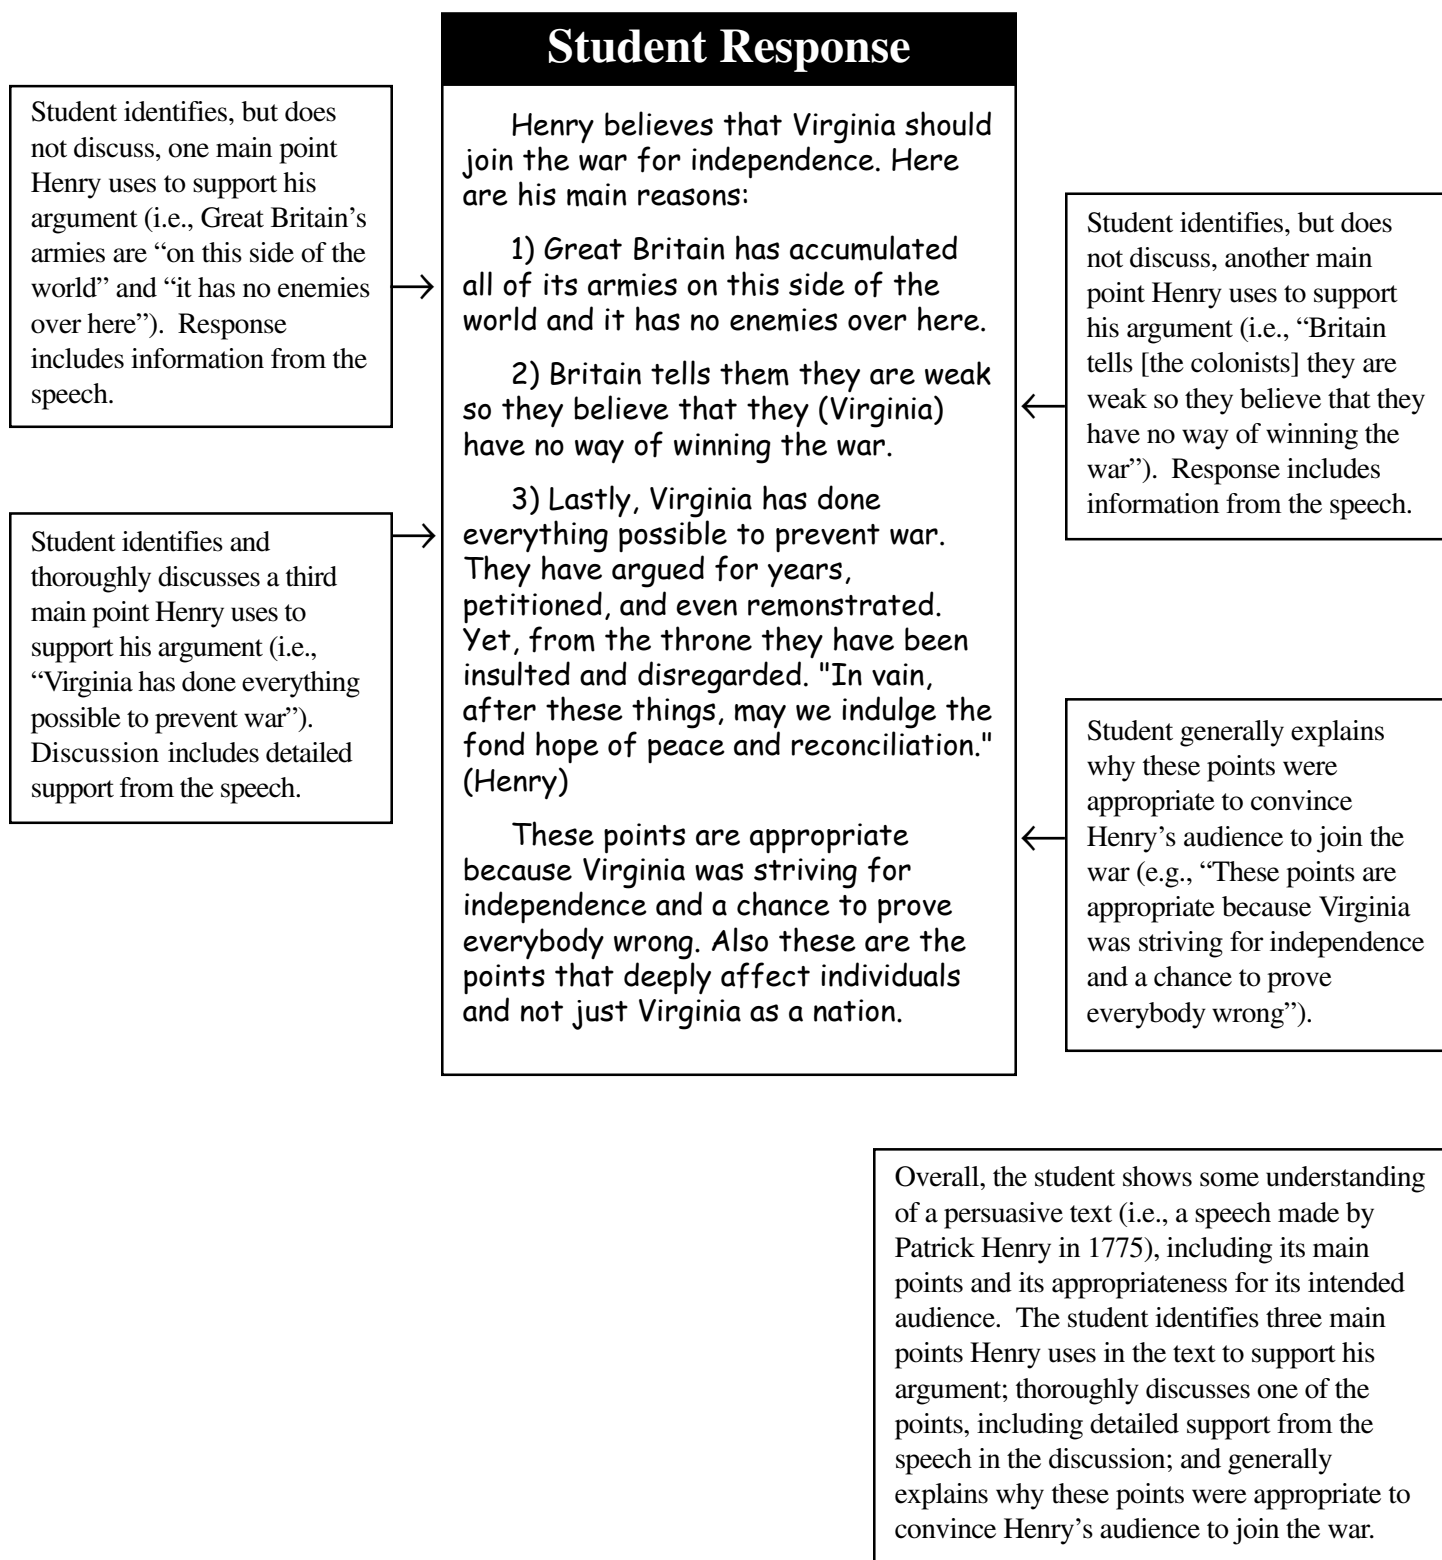 Student Response
Student identifies, but does
not discuss, one main point
Henry uses to support his
argument (i.e., Great Britain’s
armies are “on this side of the
world” and “it has no enemies
over here”).  Response
includes information from the
speech.
Student identifies and
thoroughly discusses a third
main point Henry uses to
support his argument (i.e.,
“Virginia has done everything
possible to prevent war”).
Discussion includes detailed
support from the speech.
Henry believes that Virginia should
join the war for independence. Here
are his main reasons:
1) Great Britain has accumulated
all of its armies on this side of the
world and it has no enemies over here.
2) Britain tells them they are weak
so they believe that they (Virginia)
have no way of winning the war.
3) Lastly, Virginia has done
everything possible to prevent war.
They have argued for years,
petitioned, and even remonstrated.
Yet, from the throne they have been
insulted and disregarded. "In vain,
after these things, may we indulge the
fond hope of peace and reconciliation."
(Henry)
These points are appropriate
because Virginia was striving for
independence and a chance to prove
everybody wrong. Also these are the
points that deeply affect individuals
and not just Virginia as a nation.
Student identifies, but does
not discuss, another main
point Henry uses to support
his argument (i.e., “Britain
tells [the colonists] they are
weak so they believe that they
have no way of winning the
war”).  Response includes
information from the speech.
Student generally explains
why these points were
appropriate to convince
Henry’s audience to join the
war (e.g., “These points are
appropriate because Virginia
was striving for independence
and a chance to prove
everybody wrong”).
Overall, the student shows some understanding
of a persuasive text (i.e., a speech made by
Patrick Henry in 1775), including its main
points and its appropriateness for its intended
audience.  The student identifies three main
points Henry uses in the text to support his
argument; thoroughly discusses one of the
points, including detailed support from the
speech in the discussion; and generally
explains why these points were appropriate to
convince Henry’s audience to join the war.